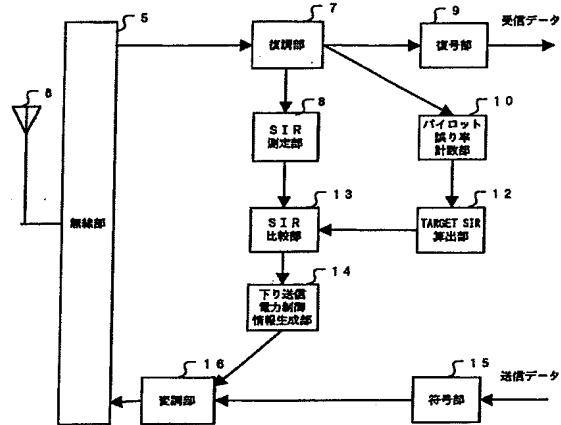 5
7
9
受信データ
復調部
復号部
6
8
10
SIR
測定部
パイロット
誤り率
計数部
13
12
無線部
SIR
比較部
TARGET SIR
算出部
14
下り送信
電力制御
情報生成部
16
15
送信データ
変調部
符号部